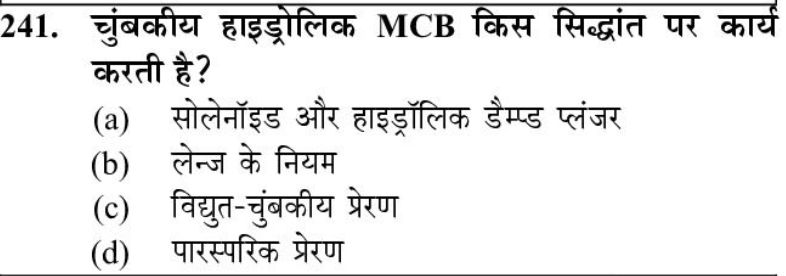 241. चुंबकीय हाइड्रोलिक MCB किस सिद्धांत पर कार्य
करती है?
(a) सोलेनॉइड और हाइड्रॉलिक डैम्प्ड प्लंजर
(b) लेन्ज के नियम
(c) विद्युत-चुंबकीय प्रेरण
(d) पारस्परिक प्रेरण